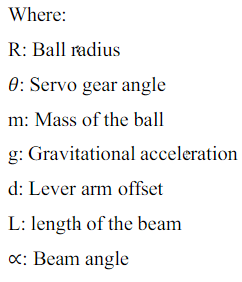 Where:
R: Ball radius
θ: Servo gear angle
m: Mass of the ball
g: Gravitational acceleration
d: Lever arm offset
L: length of the beam
∝: Beam angle